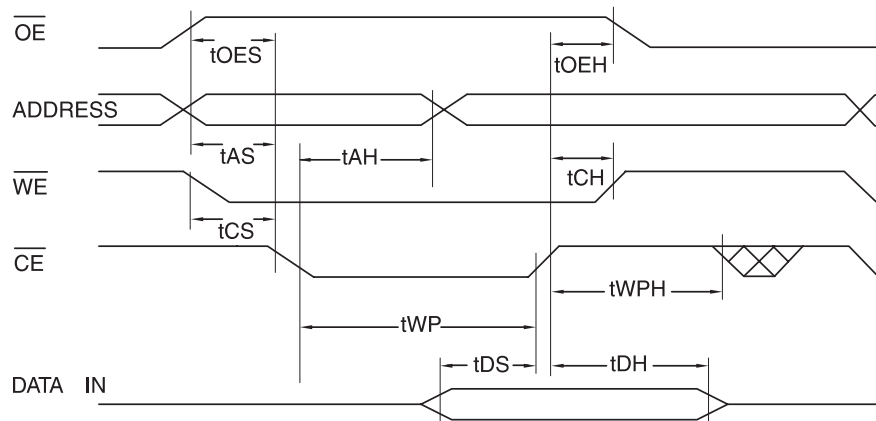 OE
tOES
tOEH
ADDRESS
tAS
tAH
tCH
WE
tCS
CE
tWPH
tWP
tDS
tDH
DATA IN